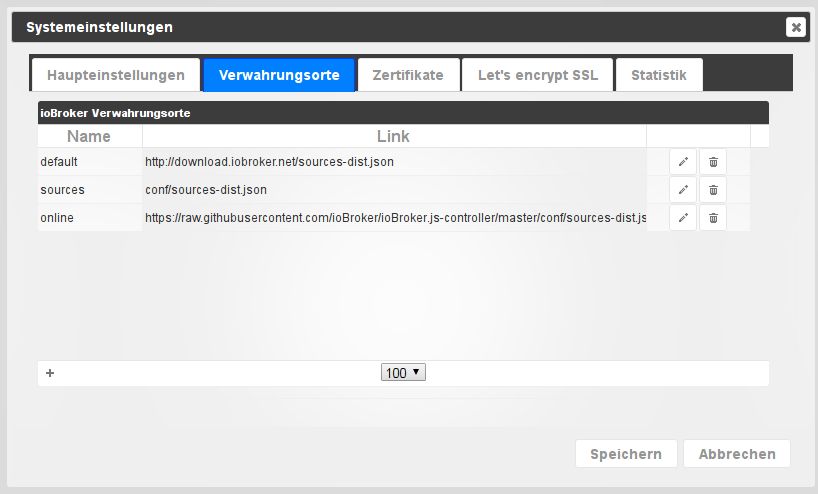 Systemeinstellungen
Haupteinstellungen Verwahrungsorte Zertifikate Let's encrypt SSL Statistik
ioBroker Verwahrungsorte
Name Link
default http://download.iobroker.net/sources-dist.json
sources conf/sources-dist.json
online https://raw.githubusercontent.com/ioBroker/ioBroker.js-controller/master/conf/sources-dist.js
+ 100
Speichern Abbrechen